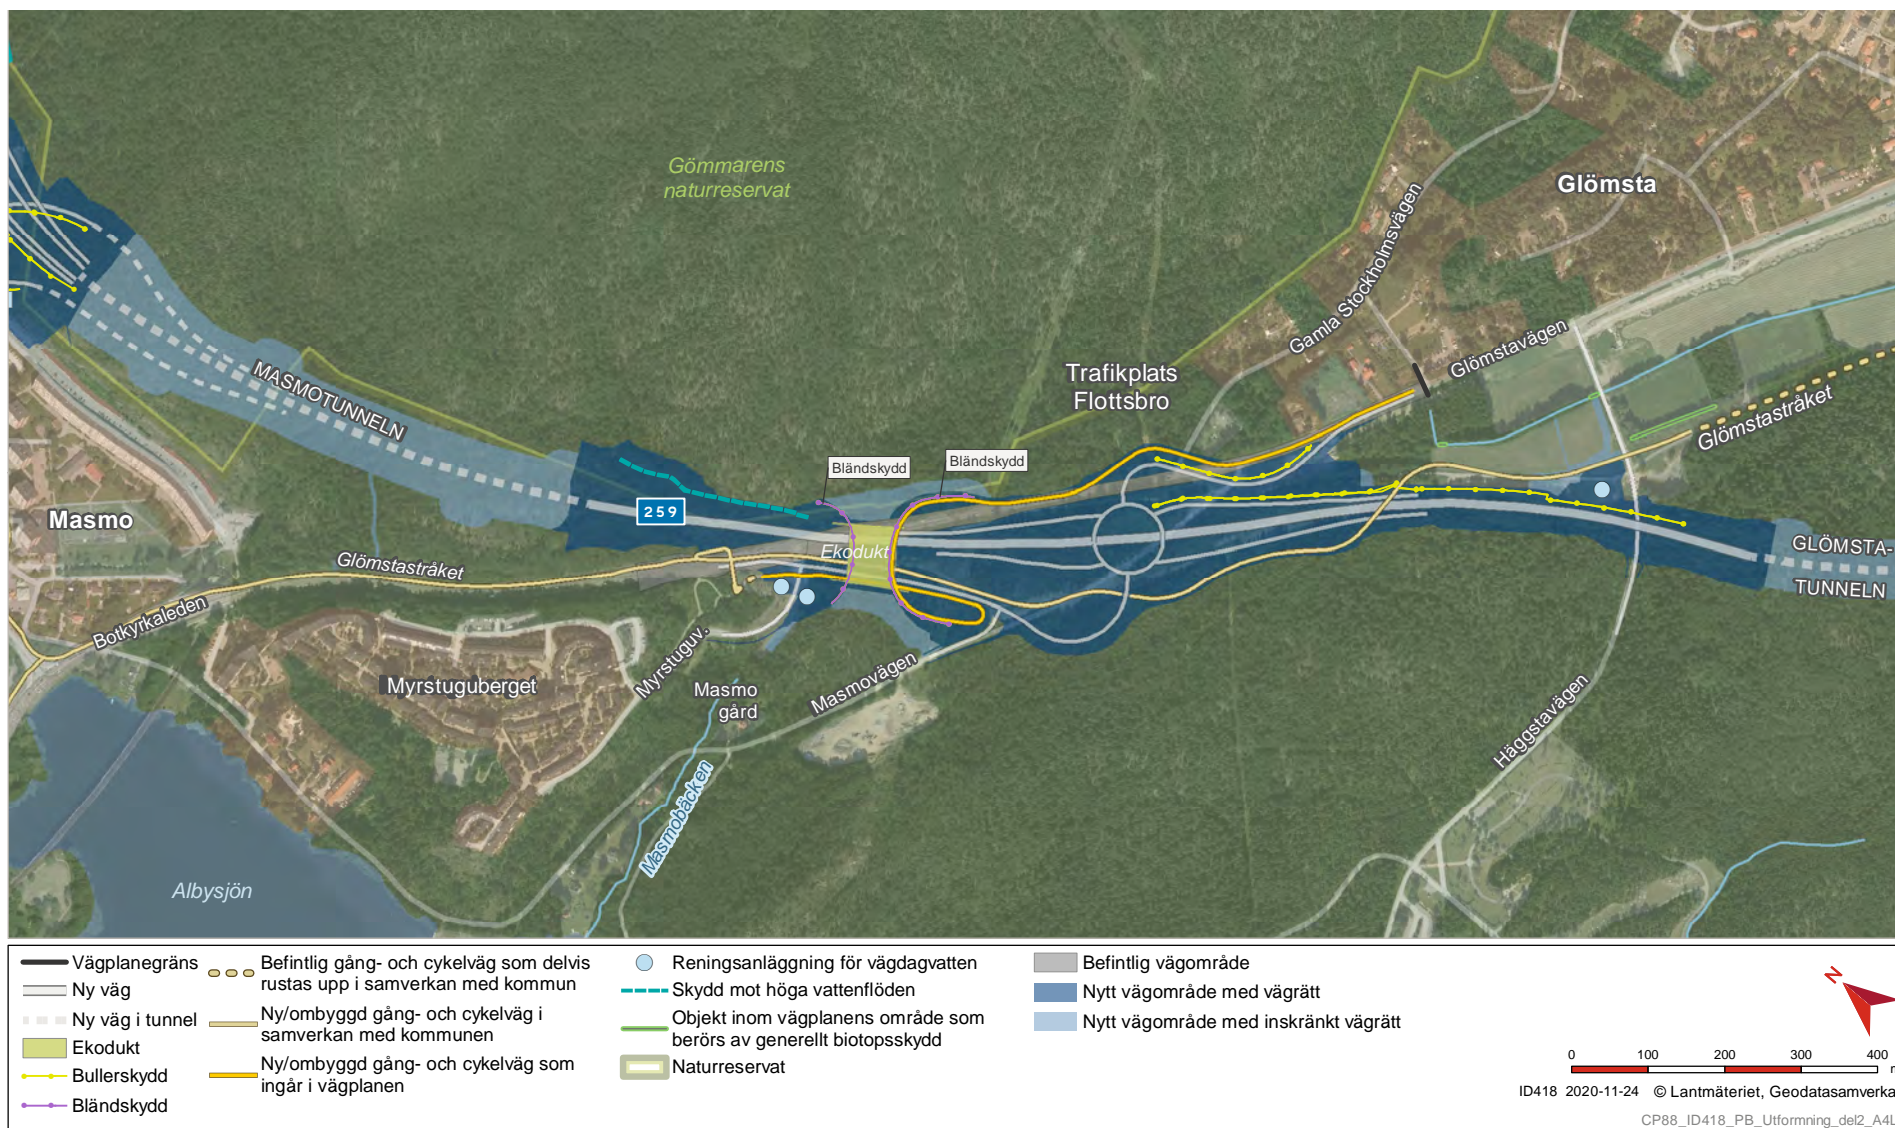 Gömmarens
naturreservat
Glömsta
Gamla Stockholmsvägen
Glömstavägen
Trafikplats
Flottsbro
Glömstastråket
MASMOTUNNELN
Bländskydd
Bländskydd
259
Masmo
Ekodukt
GLÖMSTA-
TUNNELN
Glömstastråket
Botkyrkaleden
Myrstuguv.
Myrstuguberget
Masmo
gård
Masmovägen
Häggstavägen
Masmobäcken
Albysjön
Vägplanegräns
Ny väg
Ny väg i tunnel
Ekodukt
Bullerskydd
Bländskydd
Befintlig gång- och cykelväg som delvis
rustas upp i samverkan med kommun
Ny/ombyggd gång- och cykelväg i
samverkan med kommunen
Ny/ombyggd gång- och cykelväg som
ingår i vägplanen
Reningsanläggning för vägdagvatten
Skydd mot höga vattenflöden
Objekt inom vägplanens område som
berörs av generellt biotopsskydd
Naturreservat
Befintlig vägområde
Nytt vägområde med vägrätt
Nytt vägområde med inskränkt vägrätt
N
0 100 200 300 400
ID418 2020-11-24 © Lantmäteriet, Geodatasamverka
CP88_ID418_PB_Utformning_del2_A4L